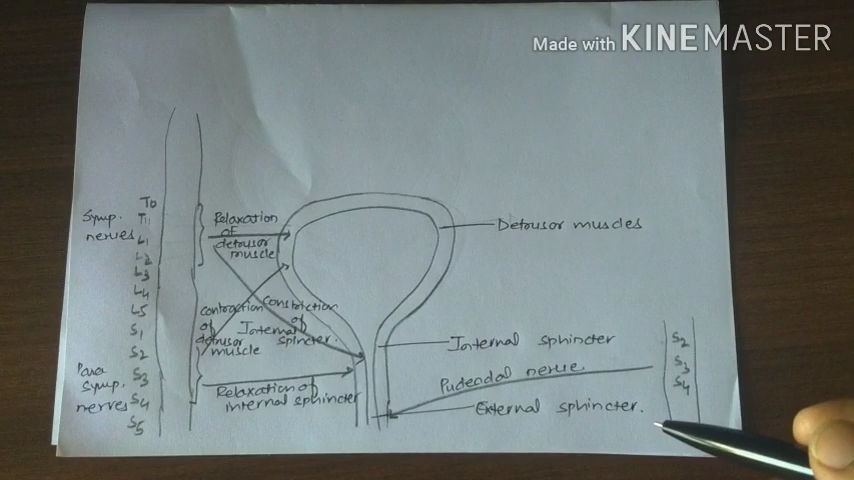 Made with KINEMASTER
T10
T11
L1
L2
L3
L4
L5
S1
S2
S3
S4
S5
Symp.
nerves
Para
Symp.
nerves
Relaxation
of
detrusor
muscle
contraction
of
detrusor
muscle
Constriction
of
Internal
spincter.
Relaxation of
internal sphincter
Detrusor muscles
Internal sphincter
Pudendal nerve.
External sphincter.
S2
S3
S4